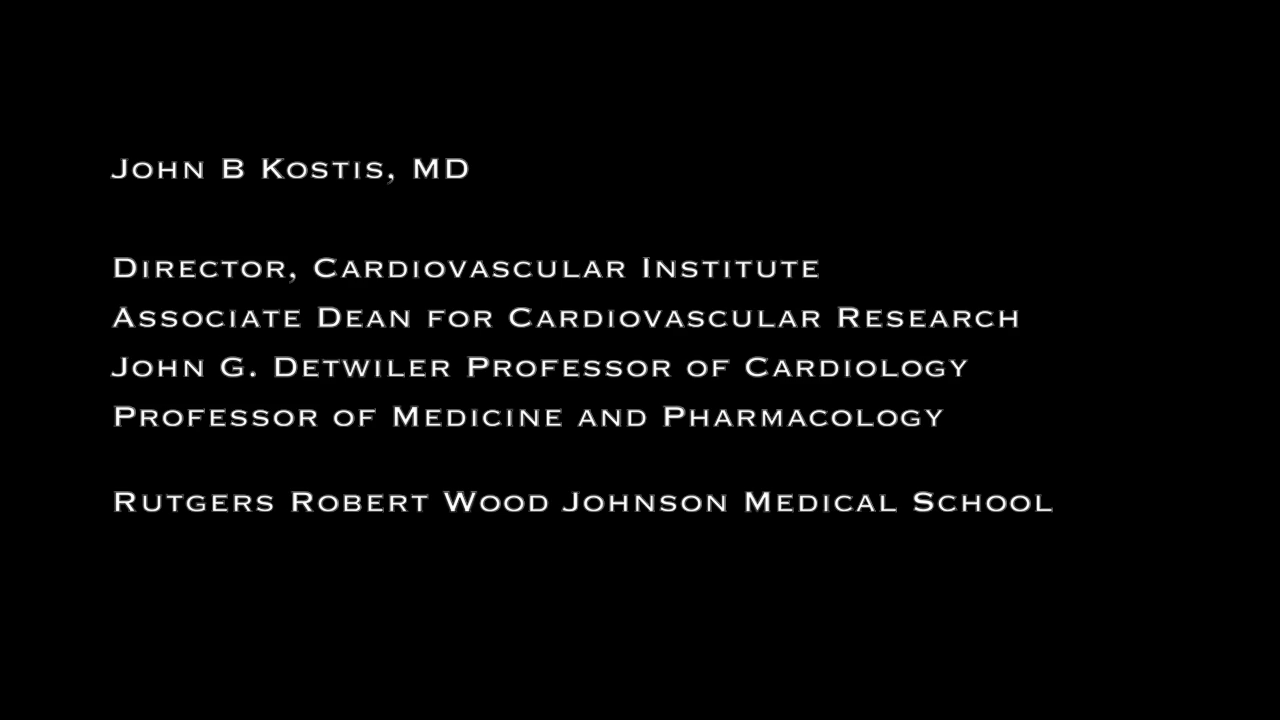 John B Kostis, MD
Director, Cardiovascular Institute
Associate Dean for Cardiovascular Research
John G. Detwiler Professor of Cardiology
Professor of Medicine and Pharmacology
Rutgers Robert Wood Johnson Medical School